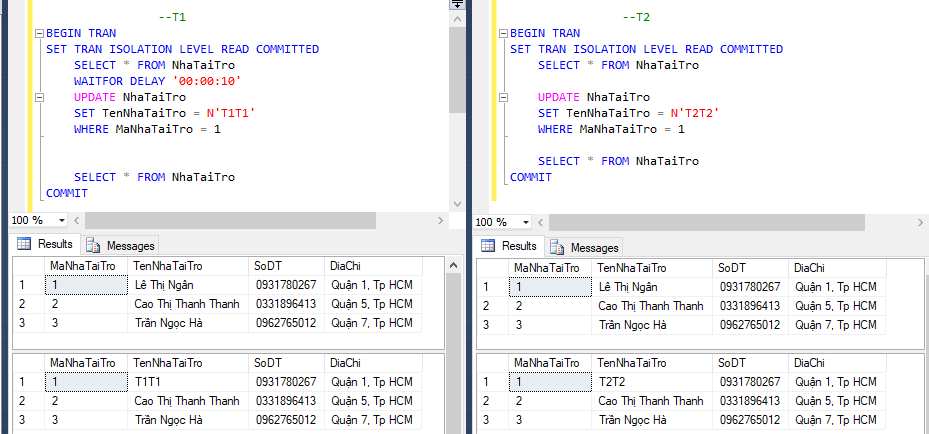 --T1
BEGIN TRAN
SET TRAN ISOLATION LEVEL READ COMMITTED
SELECT * FROM NhaTaiTro
WAITFOR DELAY '00:00:10'
UPDATE NhaTaiTro
SET TenNhaTaiTro = N'T1T1'
WHERE MaNhaTaiTro = 1
SELECT * FROM NhaTaiTro
COMMIT
100 %
Results Messages
MaNhaTaiTro TenNhaTaiTro SoDT DiaChi
1 1 Lê Thị Ngân 0931780267 Quận 1, Tp HCM
2 2 Cao Thị Thanh Thanh 0331896413 Quận 5, Tp HCM
3 3 Trần Ngọc Hà 0962765012 Quận 7, Tp HCM
MaNhaTaiTro TenNhaTaiTro SoDT DiaChi
1 1 T1T1 0931780267 Quận 1, Tp HCM
2 2 Cao Thị Thanh Thanh 0331896413 Quận 5, Tp HCM
3 3 Trần Ngọc Hà 0962765012 Quận 7, Tp HCM
--T2
BEGIN TRAN
SET TRAN ISOLATION LEVEL READ COMMITTED
SELECT * FROM NhaTaiTro
UPDATE NhaTaiTro
SET TenNhaTaiTro = N'T2T2'
WHERE MaNhaTaiTro = 1
SELECT * FROM NhaTaiTro
COMMIT
100 %
Results Messages
MaNhaTaiTro TenNhaTaiTro SoDT DiaChi
1 1 Lê Thị Ngân 0931780267 Quận 1, Tp HCM
2 2 Cao Thị Thanh Thanh 0331896413 Quận 5, Tp HCM
3 3 Trần Ngọc Hà 0962765012 Quận 7, Tp HCM
MaNhaTaiTro TenNhaTaiTro SoDT DiaChi
1 1 T2T2 0931780267 Quận 1, Tp HCM
2 2 Cao Thị Thanh Thanh 0331896413 Quận 5, Tp HCM
3 3 Trần Ngọc Hà 0962765012 Quận 7, Tp HCM